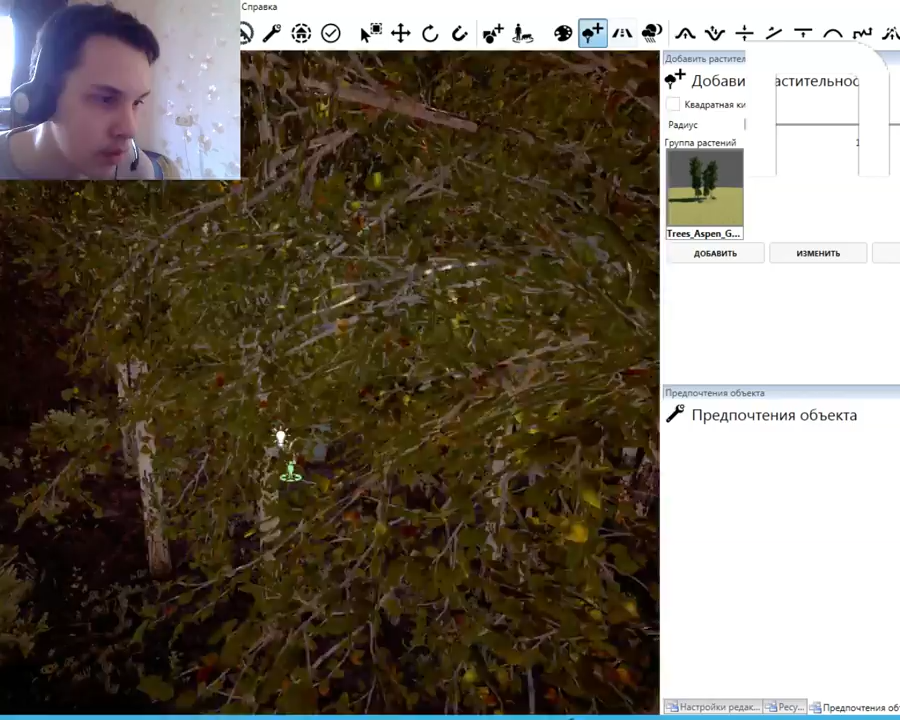 Справка
Добавить растител
Добави астительнос
Квадратная ки
Радиус
1
Группа растений
Trees_Aspen_G...
ДОБАВИТЬ ИЗМЕНИТЬ
Предпочтения объекта
Предпочтения объекта
Настройки редак... Ресу... Предпочтения об